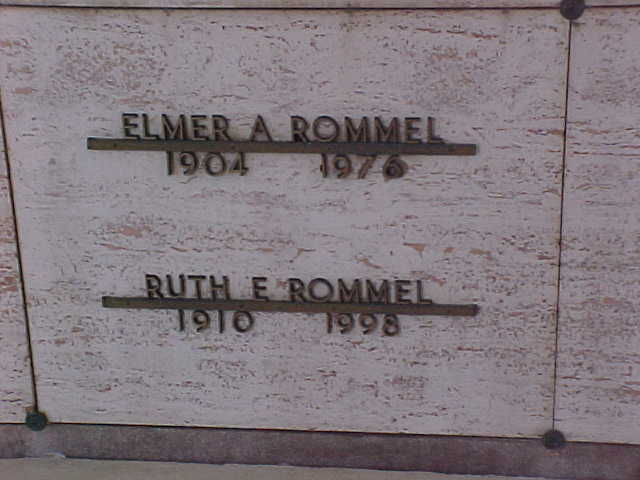 ELMER A ROMMEL
1904 1976
RUTH E ROMMEL
1910 1998